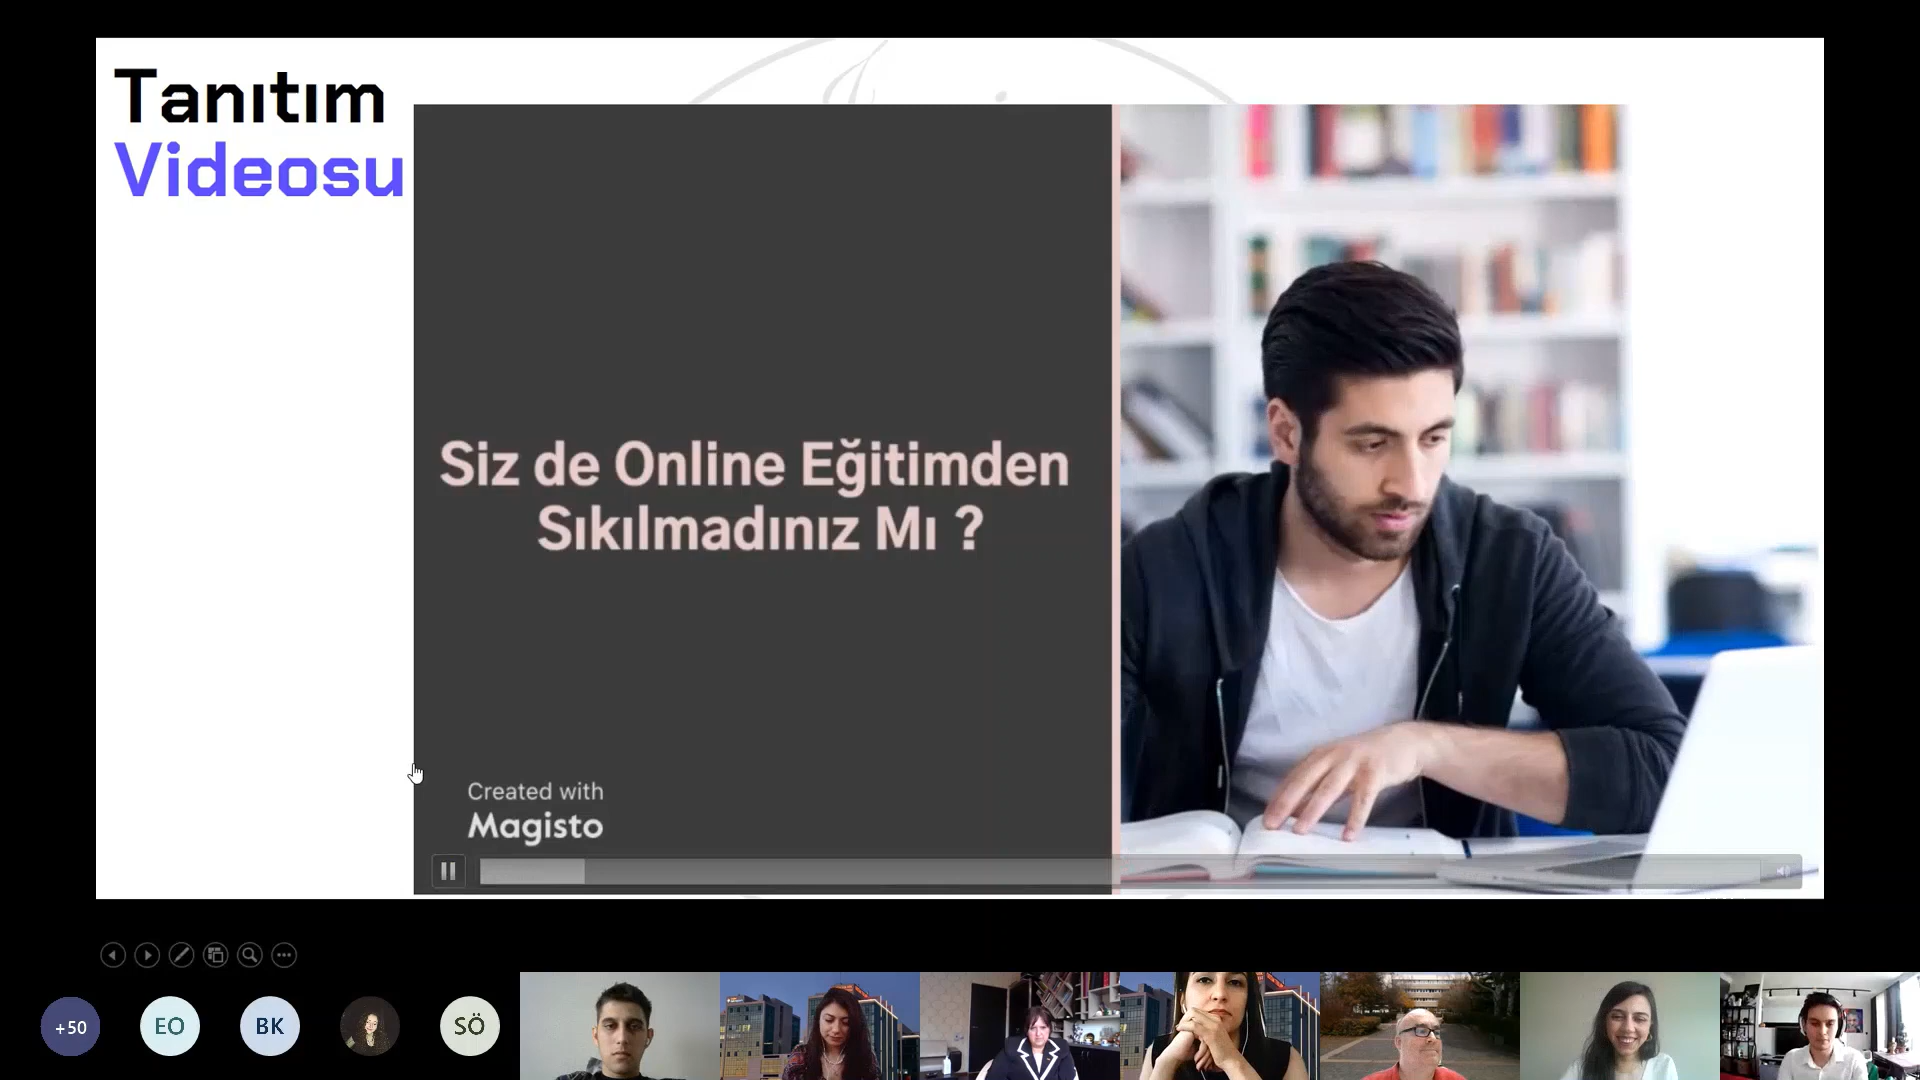 Tanıtım
Videosu
Siz de Online Eğitimden
Sıkılmadınız Mı ?
Created with
Magisto
+50
EO
BK
SÖ